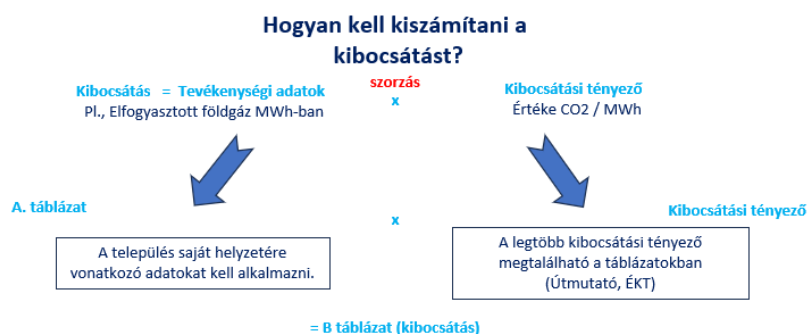 Hogyan kell kiszámítani a
kibocsátást?
szorzás
Kibocsátás = Tevékenységi adatok x Kibocsátási tényező
Pl., Elfogyasztott földgáz MWh-ban
Értéke CO2 / MWh
A. táblázat x Kibocsátási tényező
A település saját helyzetére
vonatkozó adatokat kell alkalmazni.
A legtöbb kibocsátási tényező
megtalálható a táblázatokban
(Útmutató, ÉKT)
= B táblázat (kibocsátás)